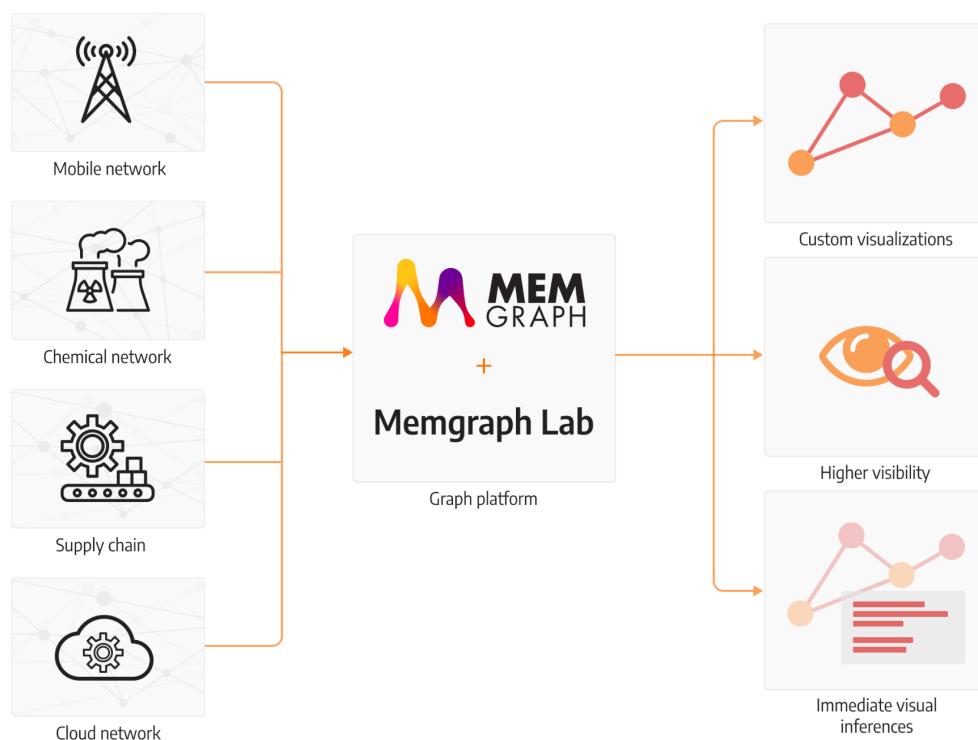 Mobile network
Chemical network
Supply chain
Cloud network
MEM
GRAPH
+
Memgraph Lab
Graph platform
Custom visualizations
Higher visibility
Immediate visual
inferences